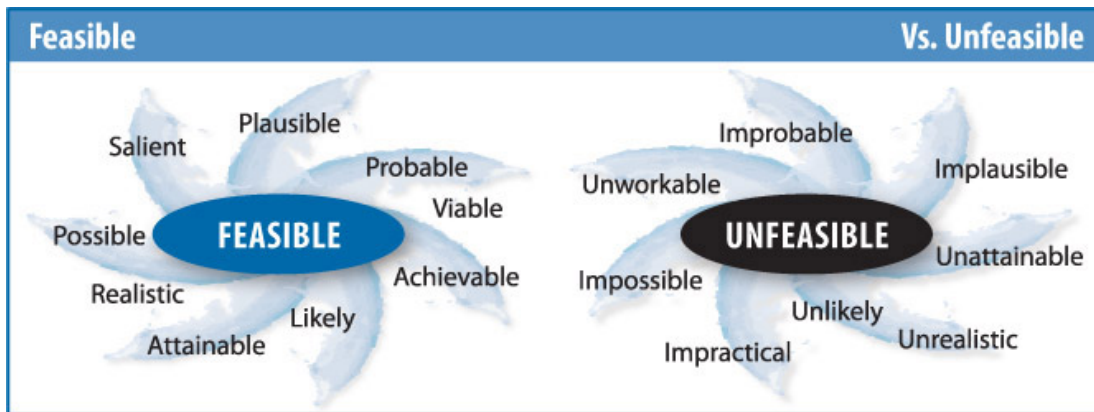 Feasible
Vs. Unfeasible
Plausible
Salient
Probable
Viable
Possible
FEASIBLE
Achievable
Realistic
Likely
Attainable
Improbable
Implausible
Unworkable
UNFEASIBLE
Unattainable
Impossible
Unlikely
Unrealistic
Impractical